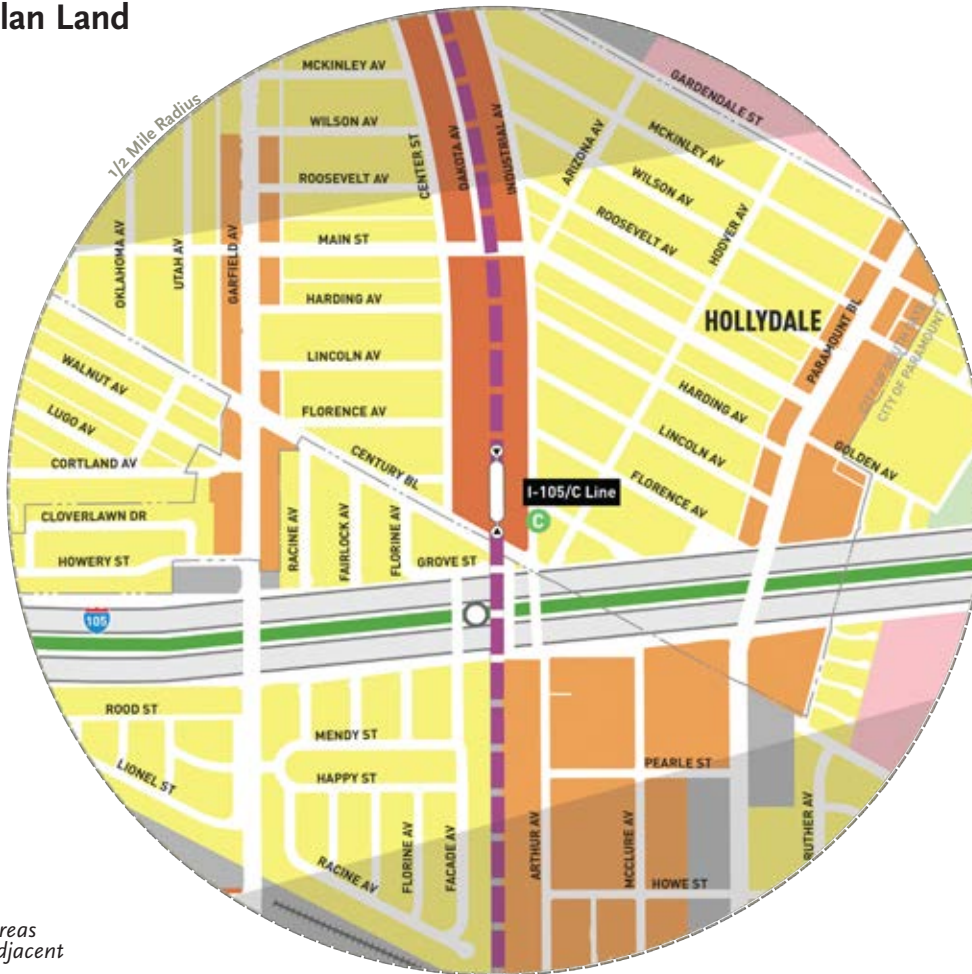 lan Land
1/2 Mile Radius
MCKINLEY AV
WILSON AV
ROOSEVELT AV
MAIN ST
HARDING AV
LINCOLN AV
FLORENCE AV
CENTER ST
DAKOTA AV
INDUSTRIAL AV
ARIZONA AV
GARDENDALE ST
MCKINLEY AV
WILSON AV
ROOSEVELT AV
HOOVER AV
OKLAHOMA AV
UTAH AV
GARFIELD AV
HOLLYDALE
PARAMOUNT BL
CITY OF PARAMOUNT
WALNUT AV
LUGO AV
CORTLAND AV
CLOVERLAWN DR
HOWERY ST
CENTURY BL
RACINE AV
FAIRLOCK AV
FLORINE AV
GROVE ST
I-105/C Line
C
HARDING AV
LINCOLN AV
FLORENCE AV
GOLDEN AV
105
ROOD ST
LIONEL ST
MENDY ST
HAPPY ST
RACINE AV
FLORINE AV
FACADE AV
ARTHUR AV
MCCLURE AV
PEARLE ST
HOWE ST
RUTHER AV
reas
djacent